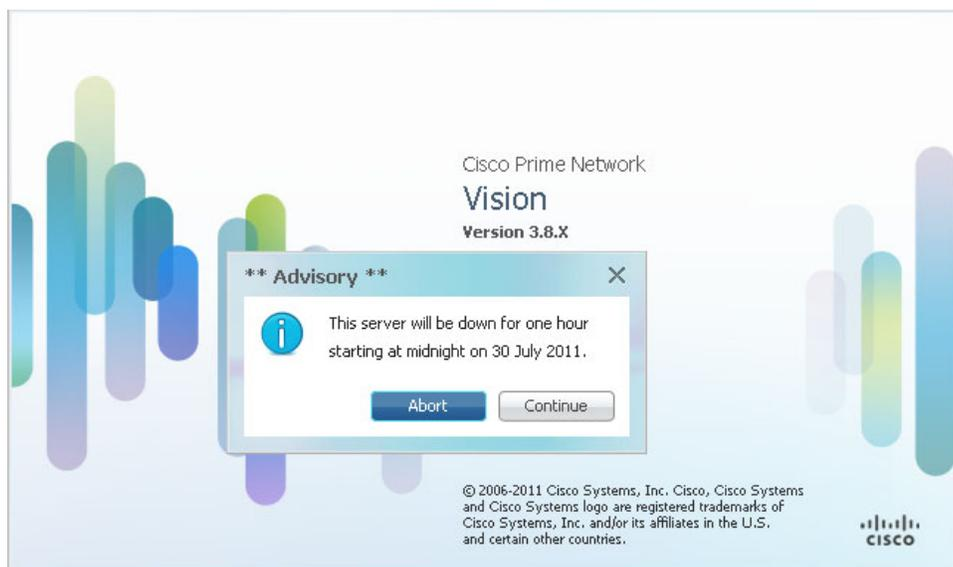 Cisco Prime Network
Vision
Version 3.8.X
** Advisory **
This server will be down for one hour
starting at midnight on 30 July 2011.
Abort
Continue
© 2006-2011 Cisco Systems, Inc. Cisco, Cisco Systems
and Cisco Systems logo are registered trademarks of
Cisco Systems, Inc. and/or its affiliates in the U.S.
and certain other countries.
CISCO